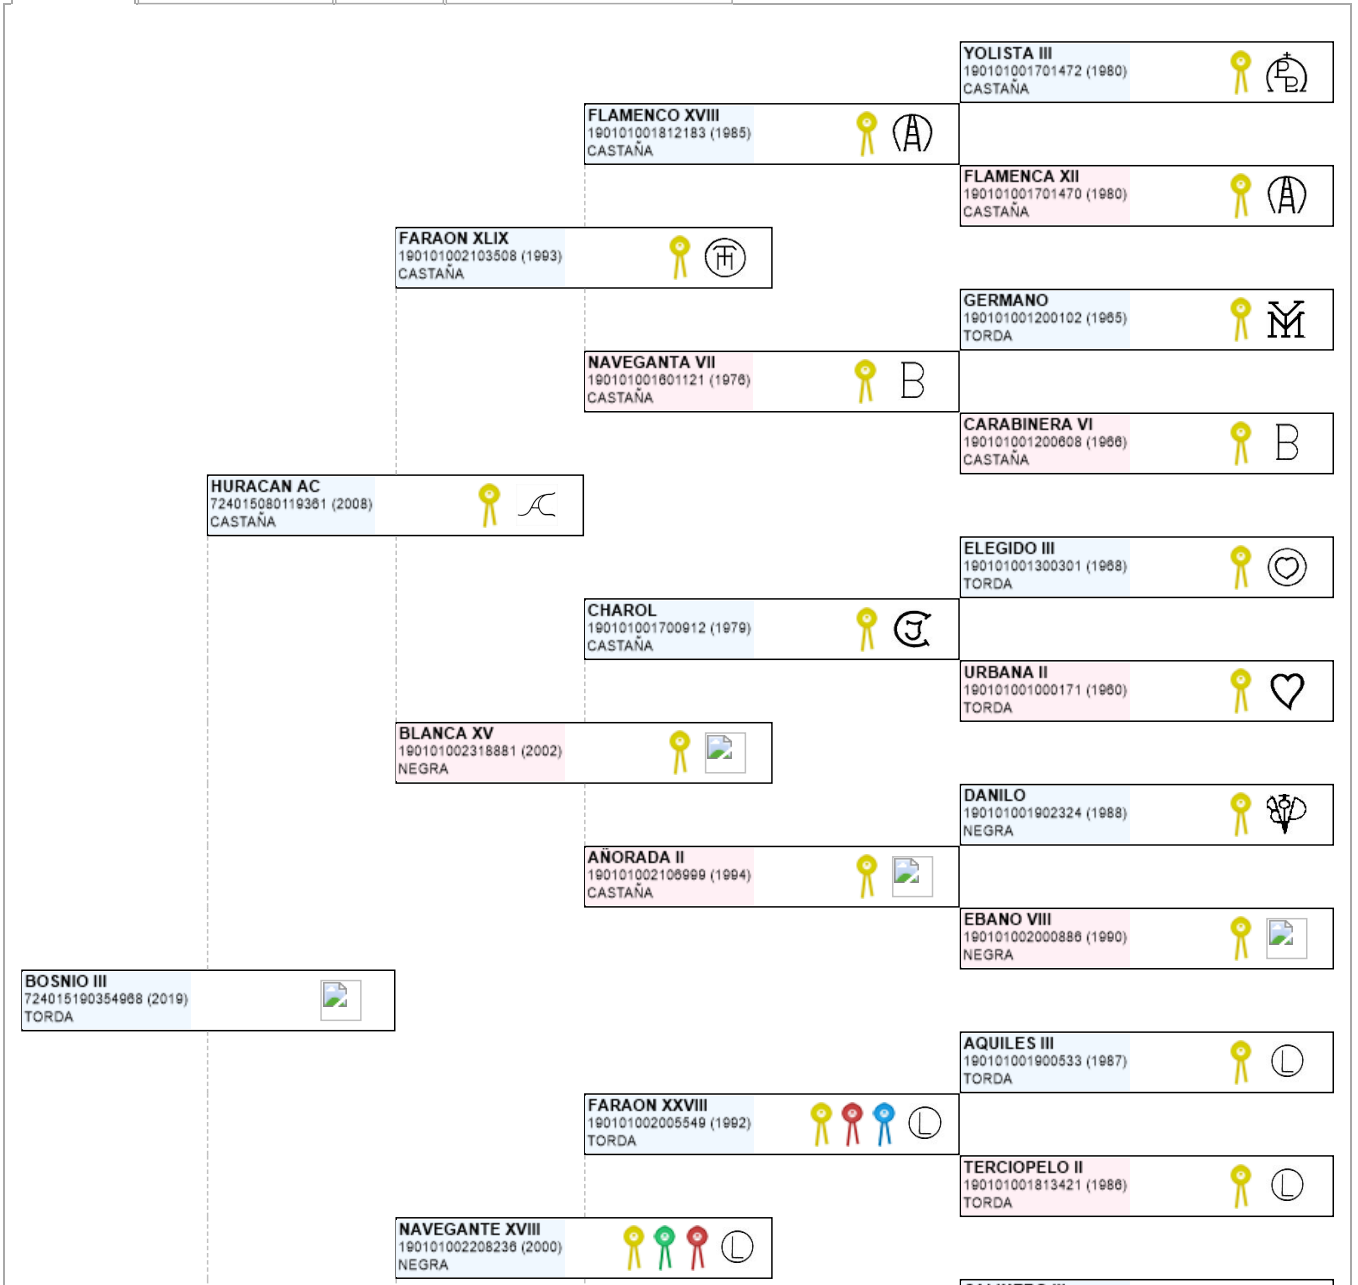 YOLISTA III
190101001701472 (1980)
CASTAÑA
FLAMENCO XVIII
190101001812183 (1985)
CASTAÑA
FLAMENCA XII
190101001701470 (1980)
CASTAÑA
FARAON XLIX
190101002103508 (1993)
CASTAÑA
GERMANO
190101001200102 (1965)
TORDA
NAVEGANTA VII
190101001601121 (1976)
CASTAÑA
B
CARABINERA VI
190101001200608 (1966)
CASTAÑA
B
HURACAN AC
724015080119361 (2008)
CASTAÑA
AC
ELEGIDO III
190101001300301 (1968)
TORDA
CHAROL
190101001700912 (1979)
CASTAÑA
URBANA II
190101001000171 (1960)
TORDA
BLANCA XV
190101002318881 (2002)
NEGRA
DANILO
190101001902324 (1988)
NEGRA
AÑORADA II
190101002106999 (1994)
CASTAÑA
EBANO VIII
190101002000886 (1990)
NEGRA
BOSNIO III
724015190354968 (2019)
TORDA
AQUILES III
190101001900533 (1987)
TORDA
L
FARAON XXVIII
190101002005549 (1992)
TORDA
L
TERCIOPELO II
190101001813421 (1986)
TORDA
L
NAVEGANTE XVIII
190101002208236 (2000)
NEGRA
L